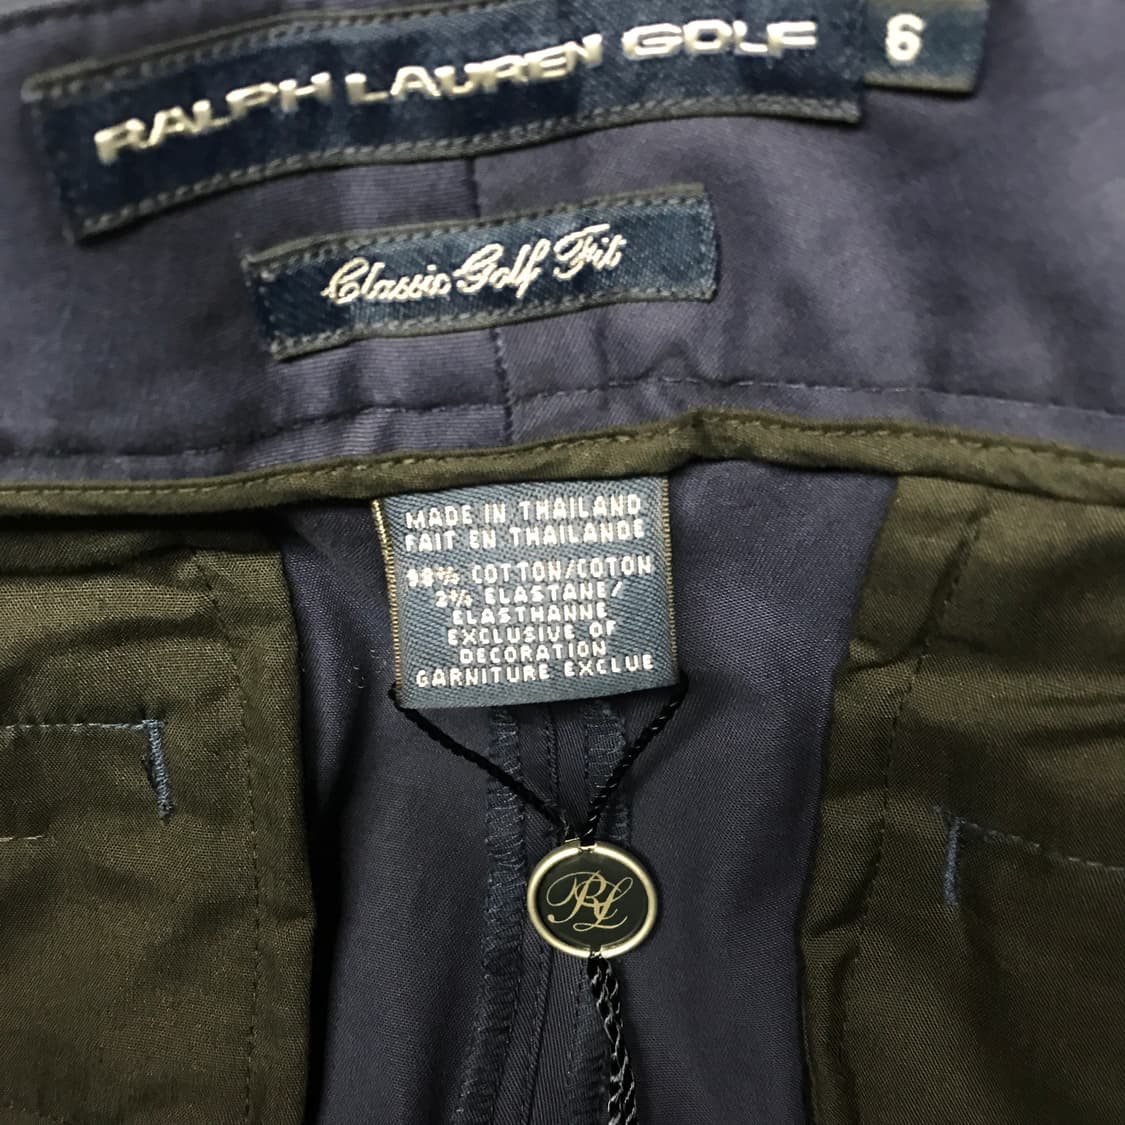 RALPH LAUREN GOLF 6
Classic Golf Fit
MADE IN THAILAND
FAIT EN THAILANDE
98% COTTON/COTON
2% ELASTANE/
ELASTHANNE
EXCLUSIVE OF
DECORATION
GARNITURE EXCLUE
RL